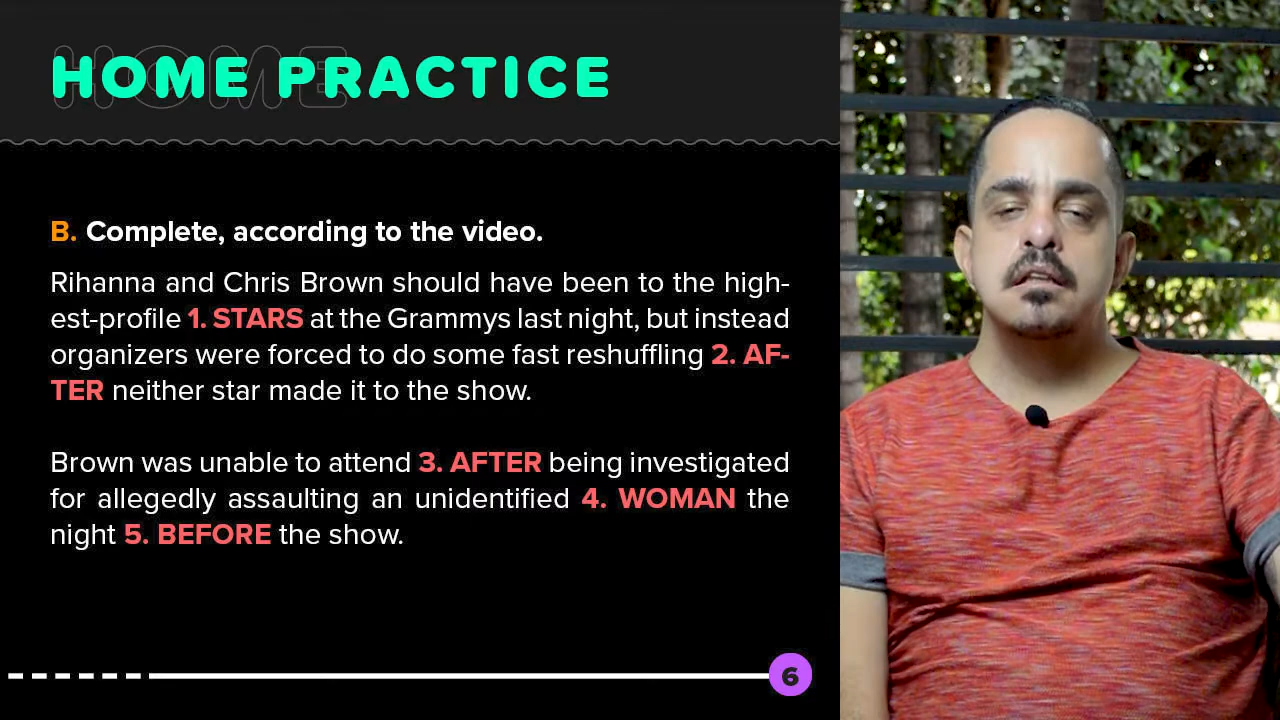 HOME PRACTICE
B. Complete, according to the video.
Rihanna and Chris Brown should have been to the high-
est-profile 1. STARS at the Grammys last night, but instead
organizers were forced to do some fast reshuffling 2. AF-
TER neither star made it to the show.
Brown was unable to attend 3. AFTER being investigated
for allegedly assaulting an unidentified 4. WOMAN the
night 5. BEFORE the show.
6